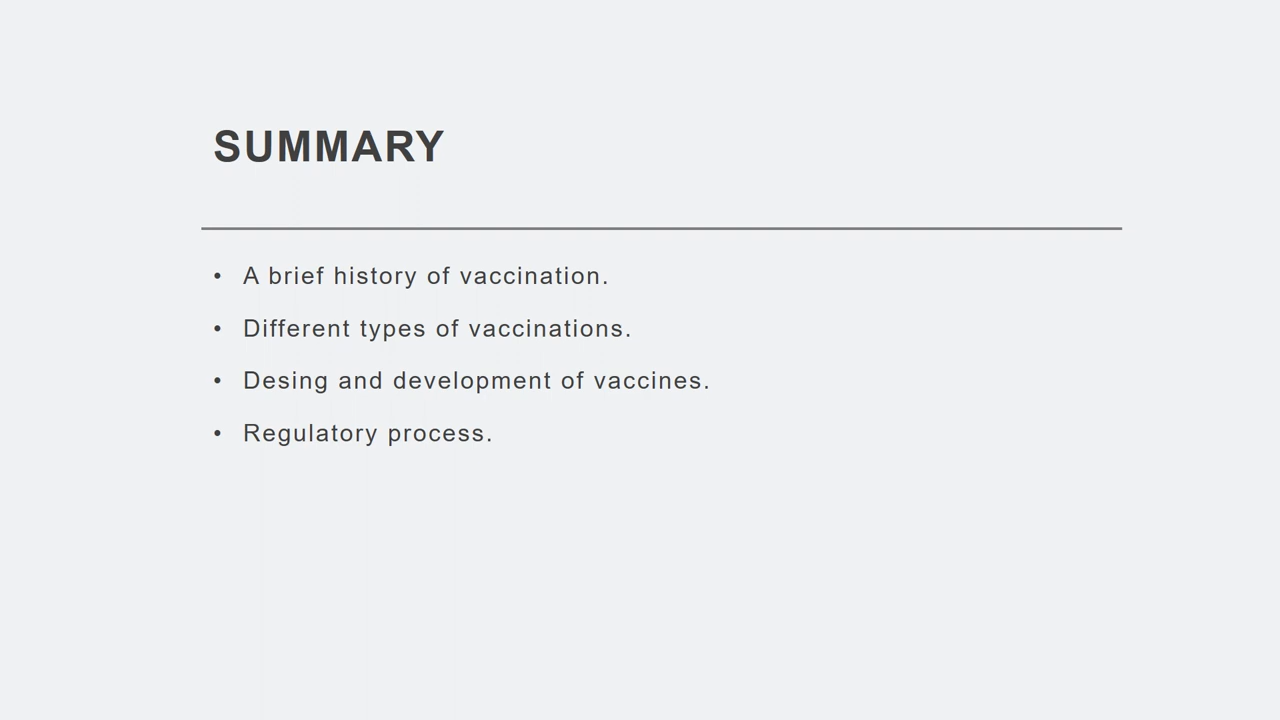 SUMMARY
• A brief history of vaccination.
• Different types of vaccinations.
• Desing and development of vaccines.
• Regulatory process.